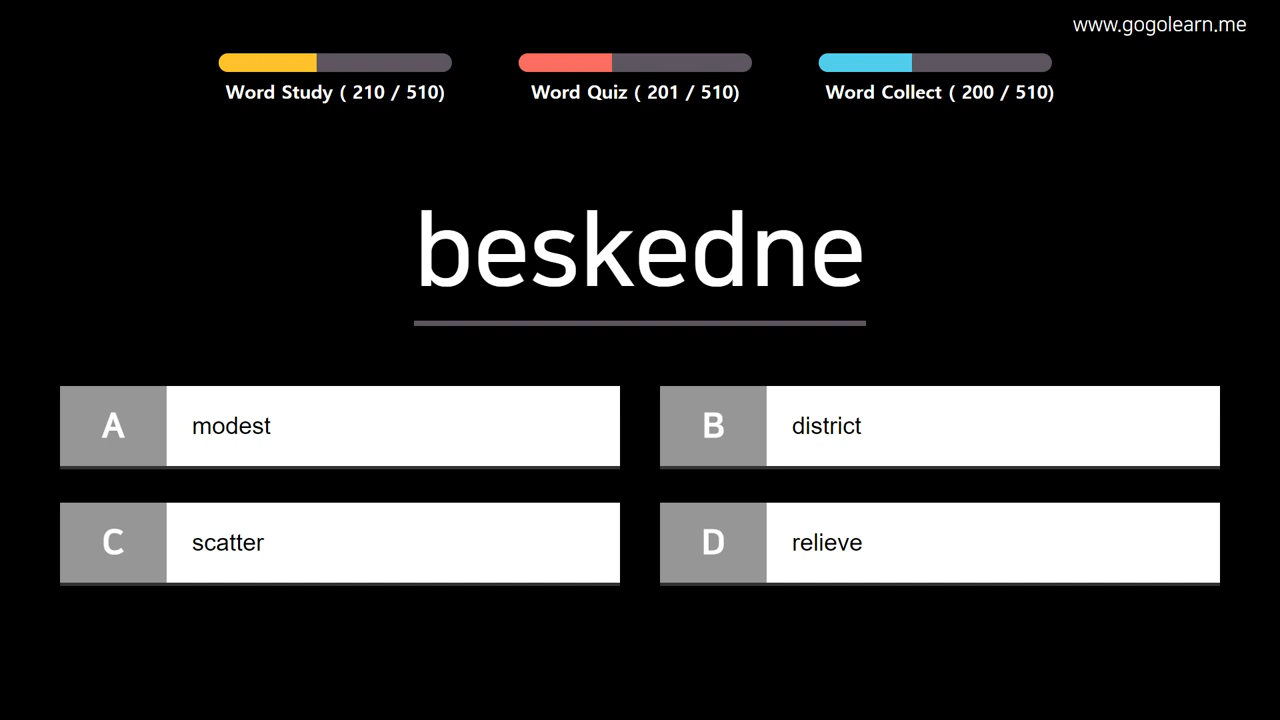 www.gogolearn.me
Word Study ( 210 / 510)
Word Quiz ( 201 / 510)
Word Collect ( 200 / 510)
beskedne
A modest
B district
C scatter
D relieve